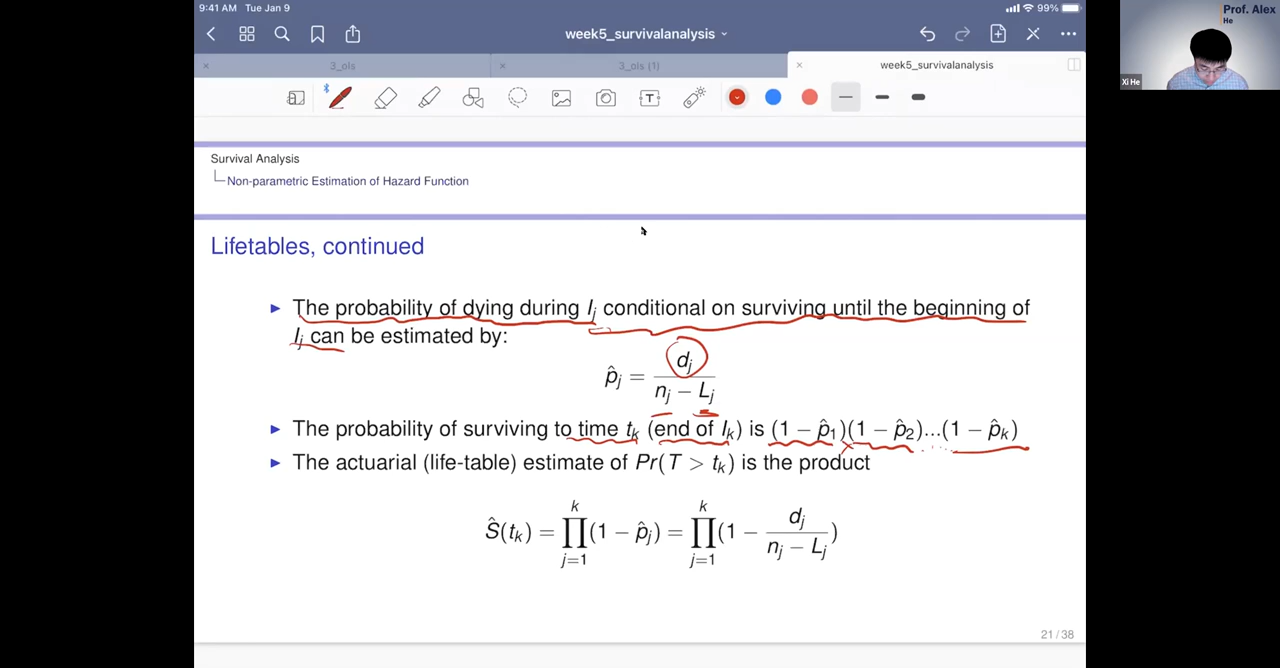 9:41 AM Tue Jan 9
99%
week5_survivalanalysis
3_ols
3_ols (1)
week5_survivalanalysis
T
Prof. Alex
He
Xi He
Survival Analysis
Non-parametric Estimation of Hazard Function
Lifetables, continued
The probability of dying during I_j conditional on surviving until the beginning of
I_j can be estimated by:
p̂_j = d_j / (n_j − L_j)
The probability of surviving to time t_k (end of I_k) is (1 − p̂_1)(1 − p̂_2)...(1 − p̂_k)
The actuarial (life-table) estimate of Pr(T > t_k) is the product
Ŝ(t_k) = ∏_{j=1}^{k} (1 − p̂_j) = ∏_{j=1}^{k} (1 − d_j / (n_j − L_j))
21 / 38